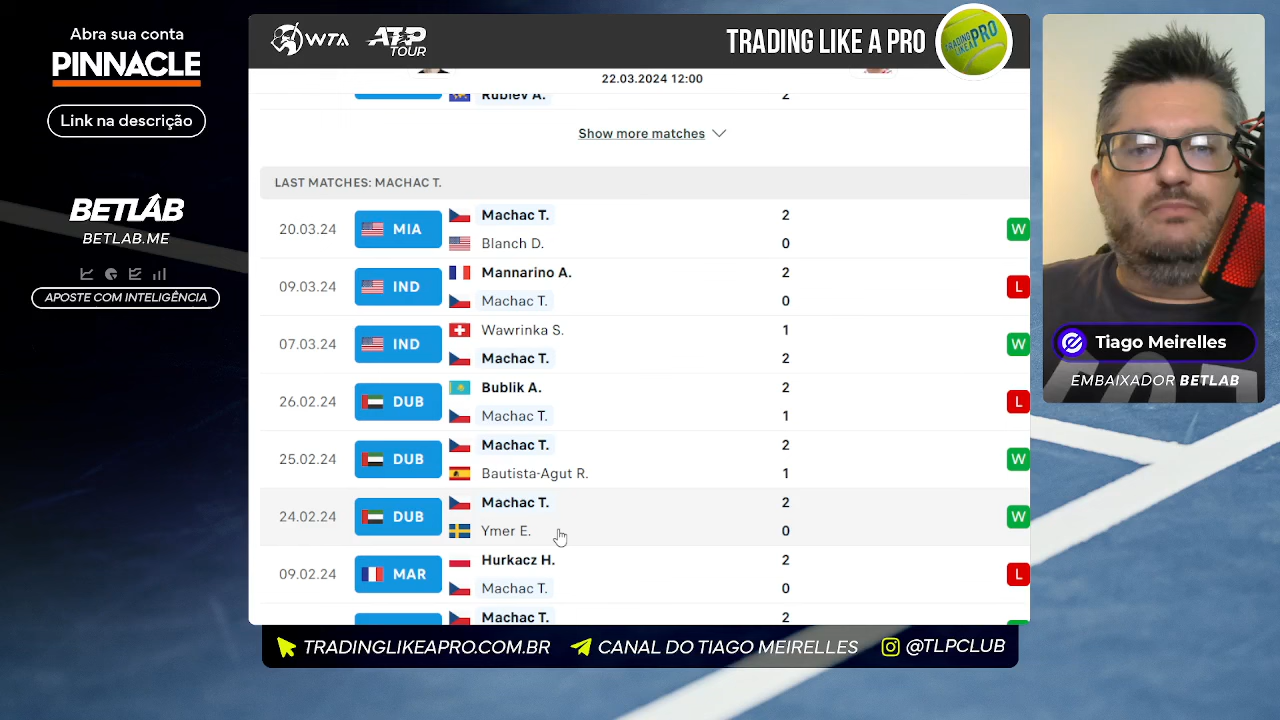 Abra sua conta
PINNACLE
Link na descrição
BETLAB
BETLAB.ME
APOSTE COM INTELIGÊNCIA
WTA
ATP
TOUR
TRADING LIKE A PRO
TRADING
LIKE A PRO
22.03.2024 12:00
Rublev A. 2
Show more matches
LAST MATCHES: MACHAC T.
20.03.24 MIA Machac T. 2 W
Blanch D. 0
09.03.24 IND Mannarino A. 2 L
Machac T. 0
07.03.24 IND Wawrinka S. 1 W
Machac T. 2
26.02.24 DUB Bublik A. 2 L
Machac T. 1
25.02.24 DUB Machac T. 2 W
Bautista-Agut R. 1
24.02.24 DUB Machac T. 2 W
Ymer E. 0
09.02.24 MAR Hurkacz H. 2 L
Machac T. 0
Machac T. 2
Tiago Meirelles
EMBAIXADOR BETLAB
TRADINGLIKEAPRO.COM.BR
CANAL DO TIAGO MEIRELLES
@TLPCLUB